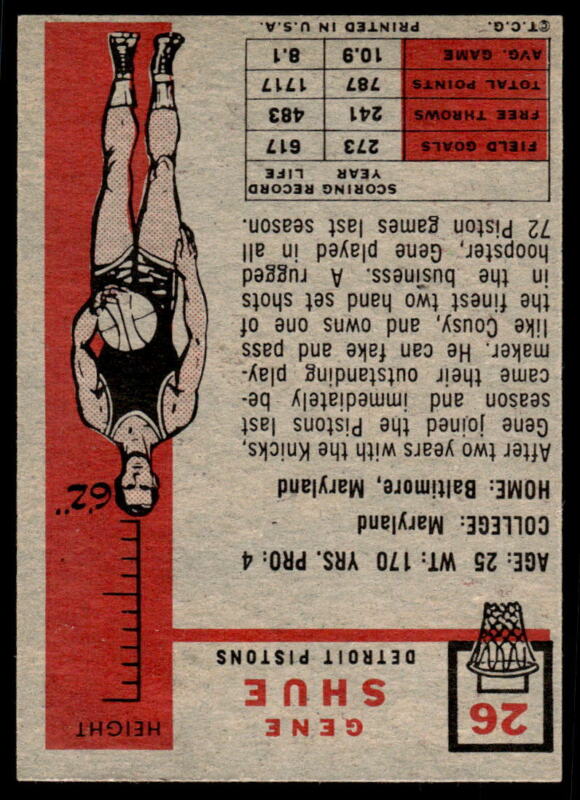 26
GENE
SHUE
DETROIT PISTONS
HEIGHT
6'2"
AGE: 25 WT: 170 YRS. PRO: 4
COLLEGE: Maryland
HOME: Baltimore, Maryland
After two years with the Knicks,
Gene joined the Pistons last
season and immediately be-
came their outstanding play-
maker. He can fake and pass
like Cousy, and owns one of
the finest two hand set shots
in the business. A rugged
hoopster, Gene played in all
72 Piston games last season.
SCORING RECORD
YEAR LIFE
FIELD GOALS 273 617
FREE THROWS 241 483
TOTAL POINTS 787 1717
AVG. GAME 10.9 8.1
©T.C.G. PRINTED IN U.S.A.